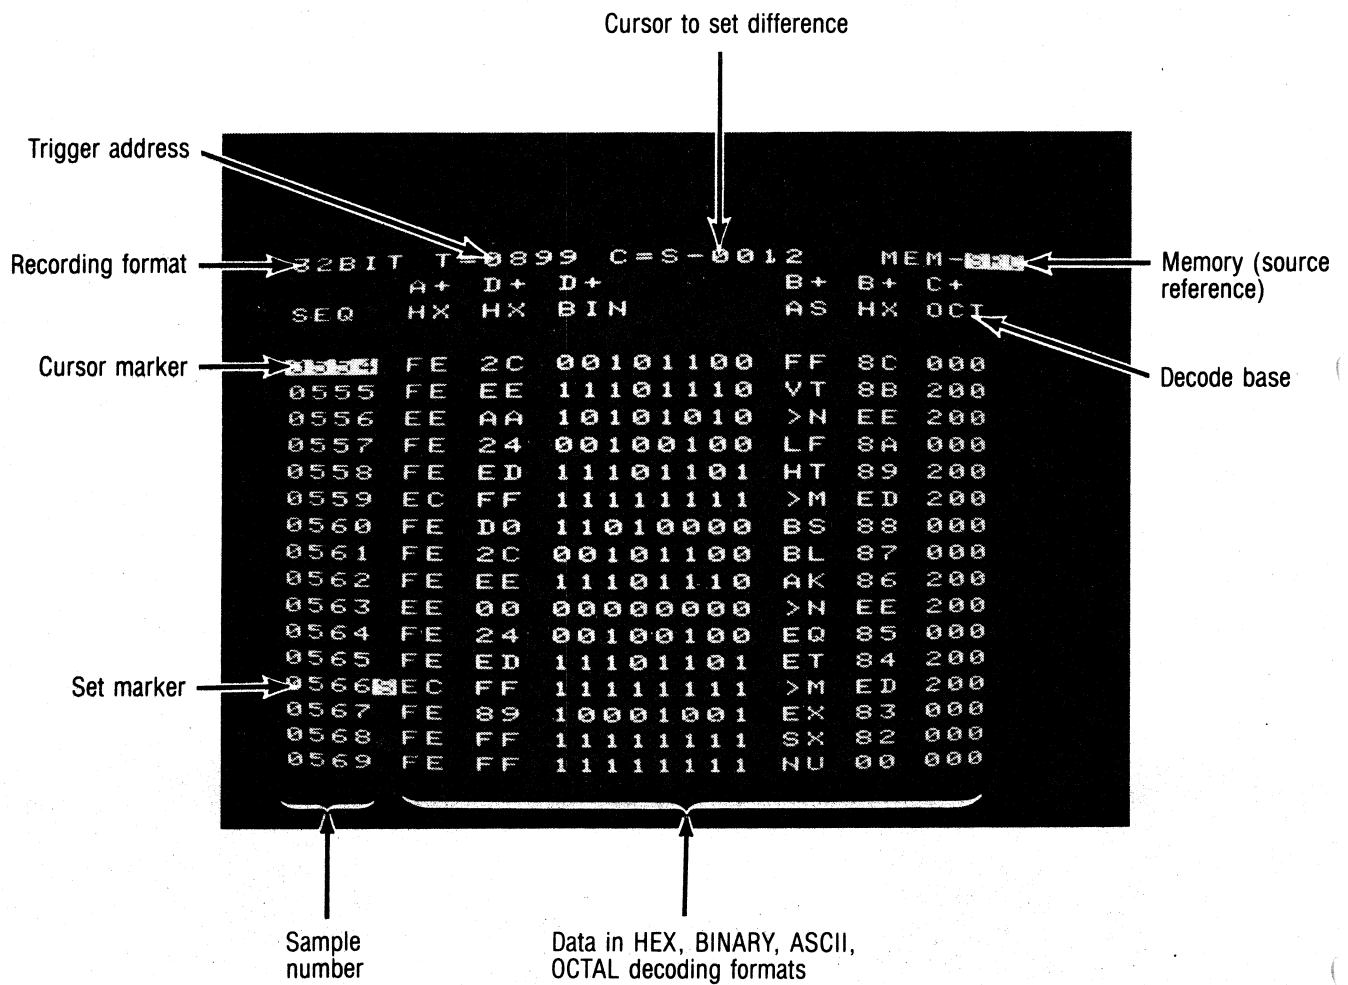 Cursor to set difference
Trigger address
Recording format
Cursor marker
Set marker
32BIT T=0899 C=S-0012 MEM-SRC
A+ D+ D+ B+ B+ C+
SEQ HX HX BIN AS HX OCT
0554 FE 2C 00101100 FF 8C 000
0555 FE EE 11101110 VT 8B 200
0556 EE AA 10101010 >N EE 200
0557 FE 24 00100100 LF 8A 000
0558 FE ED 11101101 HT 89 200
0559 EC FF 11111111 >M ED 200
0560 FE D0 11010000 BS 88 000
0561 FE 2C 00101100 BL 87 000
0562 FE EE 11101110 AK 86 200
0563 EE 00 00000000 >N EE 200
0564 FE 24 00100100 EQ 85 000
0565 FE ED 11101101 ET 84 200
0566S EC FF 11111111 >M ED 200
0567 FE 89 10001001 EX 83 000
0568 FE FF 11111111 SX 82 000
0569 FE FF 11111111 NU 00 000
Memory (source
reference)
Decode base
Sample
number
Data in HEX, BINARY, ASCII,
OCTAL decoding formats